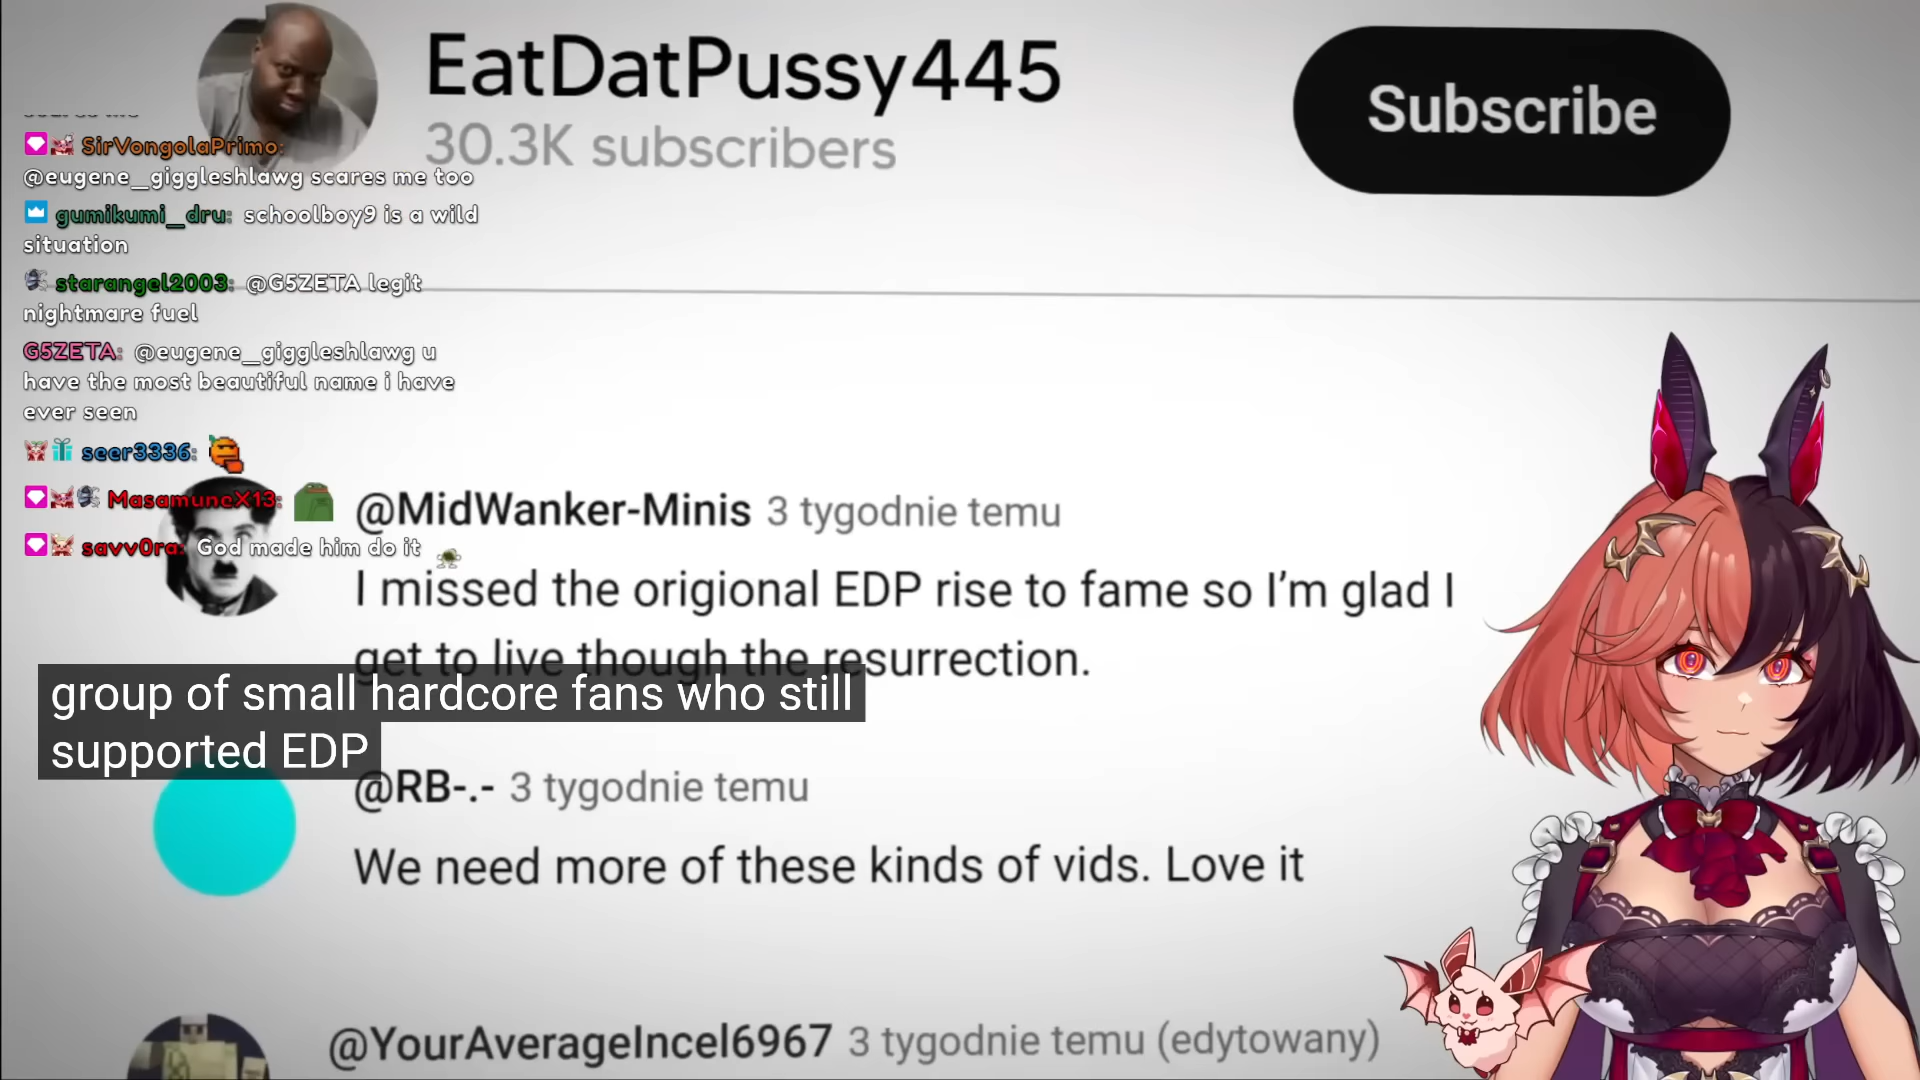 EatDatPussy445
30.3K subscribers
Subscribe
SirVongolaPrimo:
@eugene_giggleshlawg scares me too
gumikumi_dru: schoolboy9 is a wild
situation
starangel2003: @G5ZETA legit
nightmare fuel
G5ZETA: @eugene_giggleshlawg u
have the most beautiful name i have
ever seen
seer3336:
MasamuneX13:
savv0ra: God made him do it
@MidWanker-Minis 3 tygodnie temu
I missed the origional EDP rise to fame so I'm glad I
get to live though the resurrection.
group of small hardcore fans who still
supported EDP
@RB-.- 3 tygodnie temu
We need more of these kinds of vids. Love it
@YourAverageIncel6967 3 tygodnie temu (edytowany)